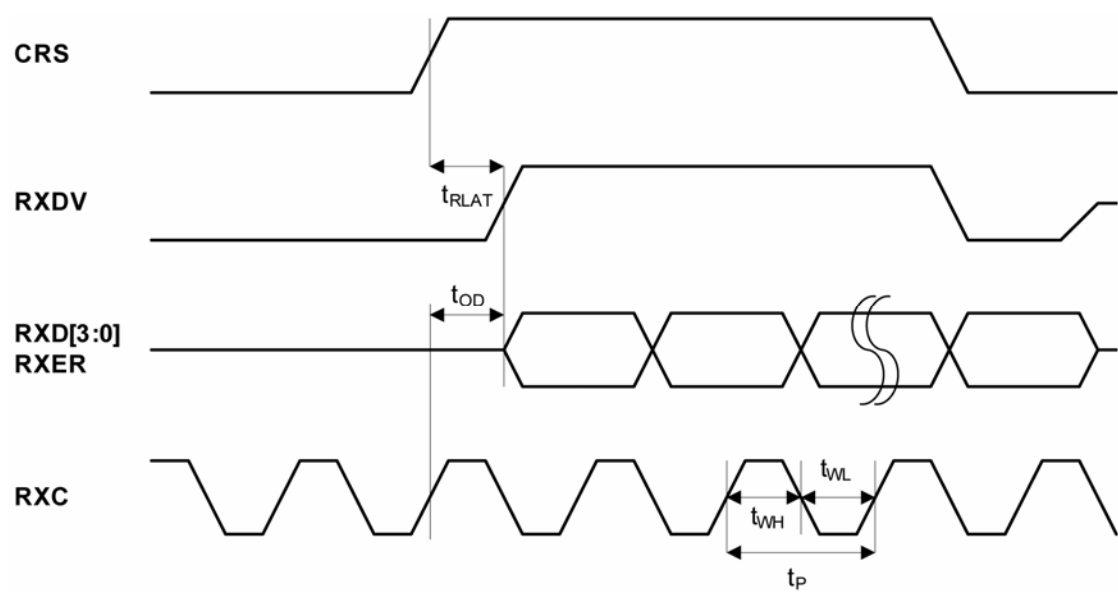 CRS
tRLAT
RXDV
tOD
RXD[3:0]
RXER
RXC
tWH
tWL
tP